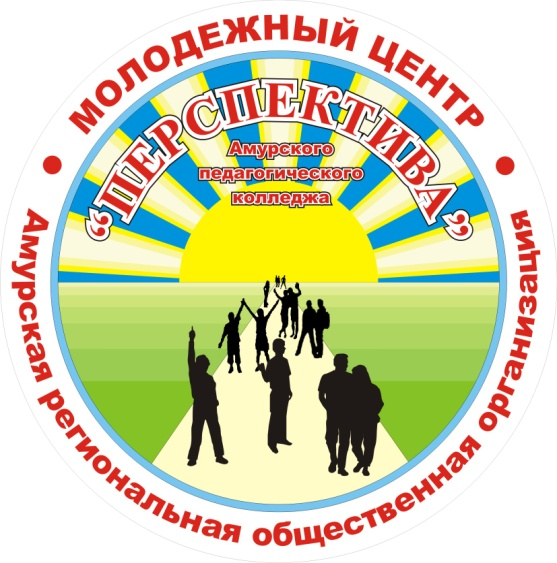 МОЛОДЕЖНЫЙ ЦЕНТР
“ПЕРСПЕКТИВА”
Амурского
педагогического
колледжа
Амурская региональная общественная организация